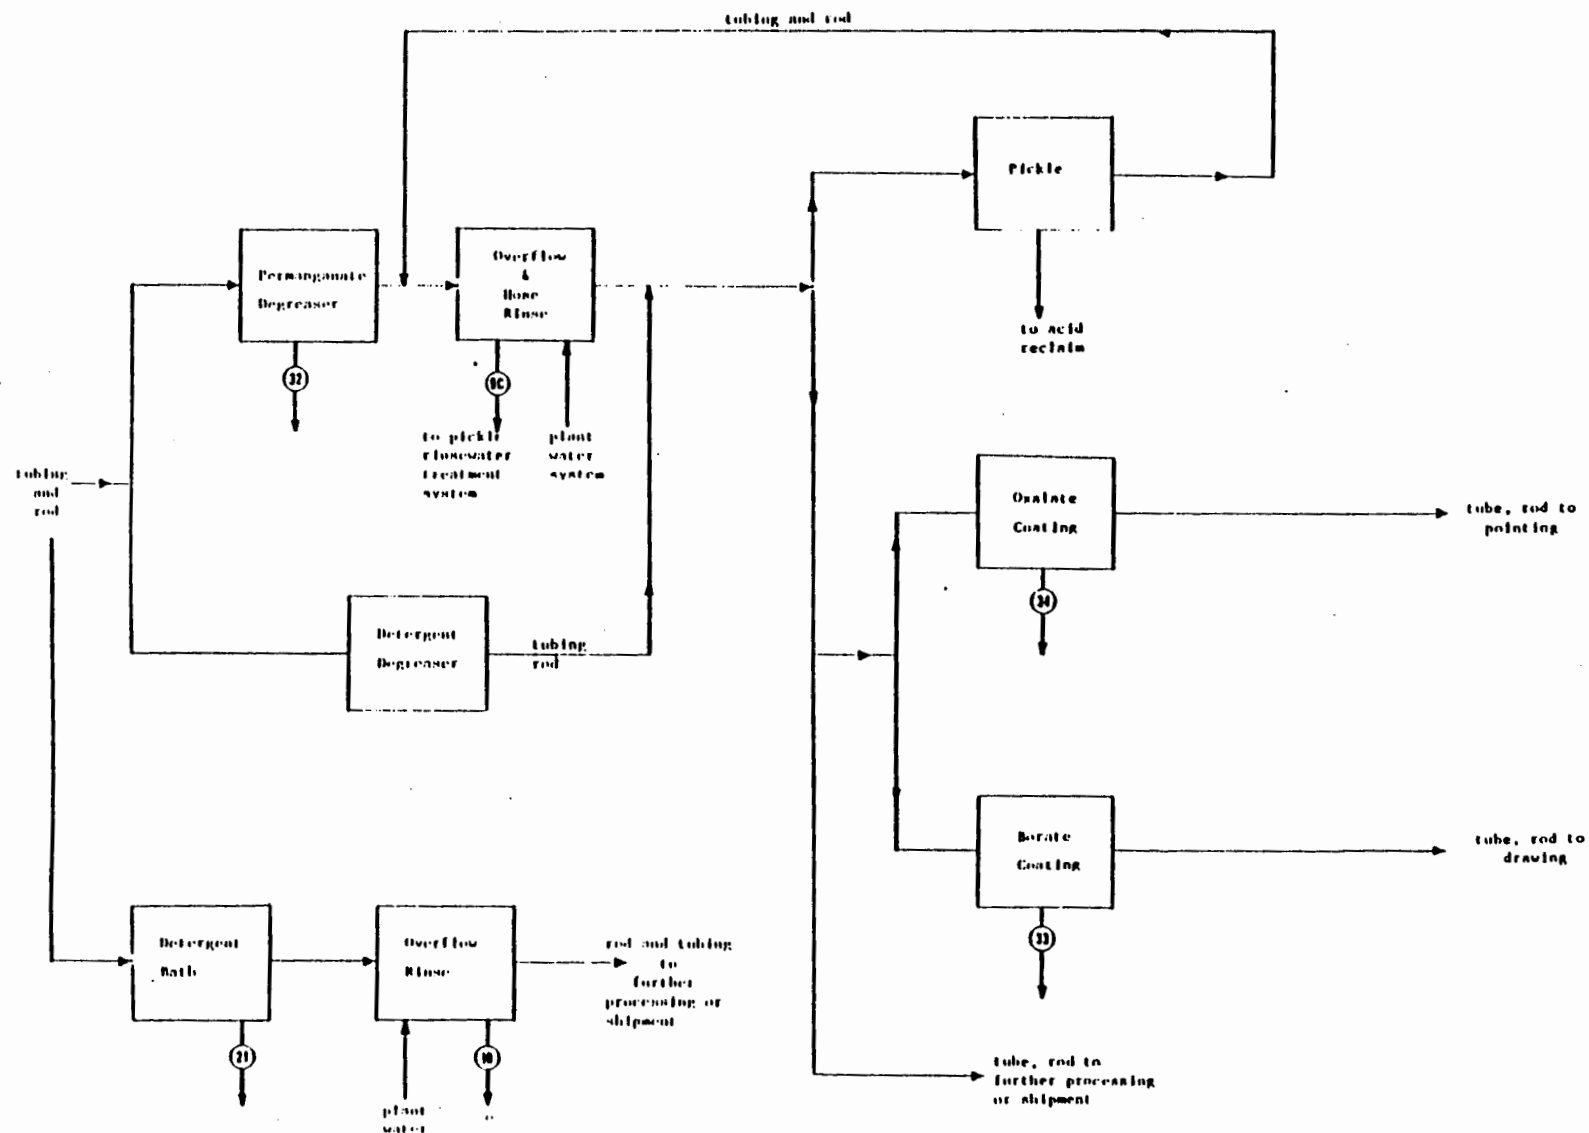 tubing and rod
Pickle
to acid
reclaim
Permanganate
Degreaser
32
Overflow
&
Hose
Rinse
9C
to pickle
rinsewater
treatment
system
plant
water
system
tubing
and
rod
Detergent
Degreaser
tubing
rod
Oxalate
Coating
34
tube, rod to
pointing
Borate
Coating
33
tube, rod to
drawing
Detergent
Bath
21
Overflow
Rinse
10
plant
water
rod and tubing
to
further
processing or
shipment
tube, rod to
further processing
or shipment